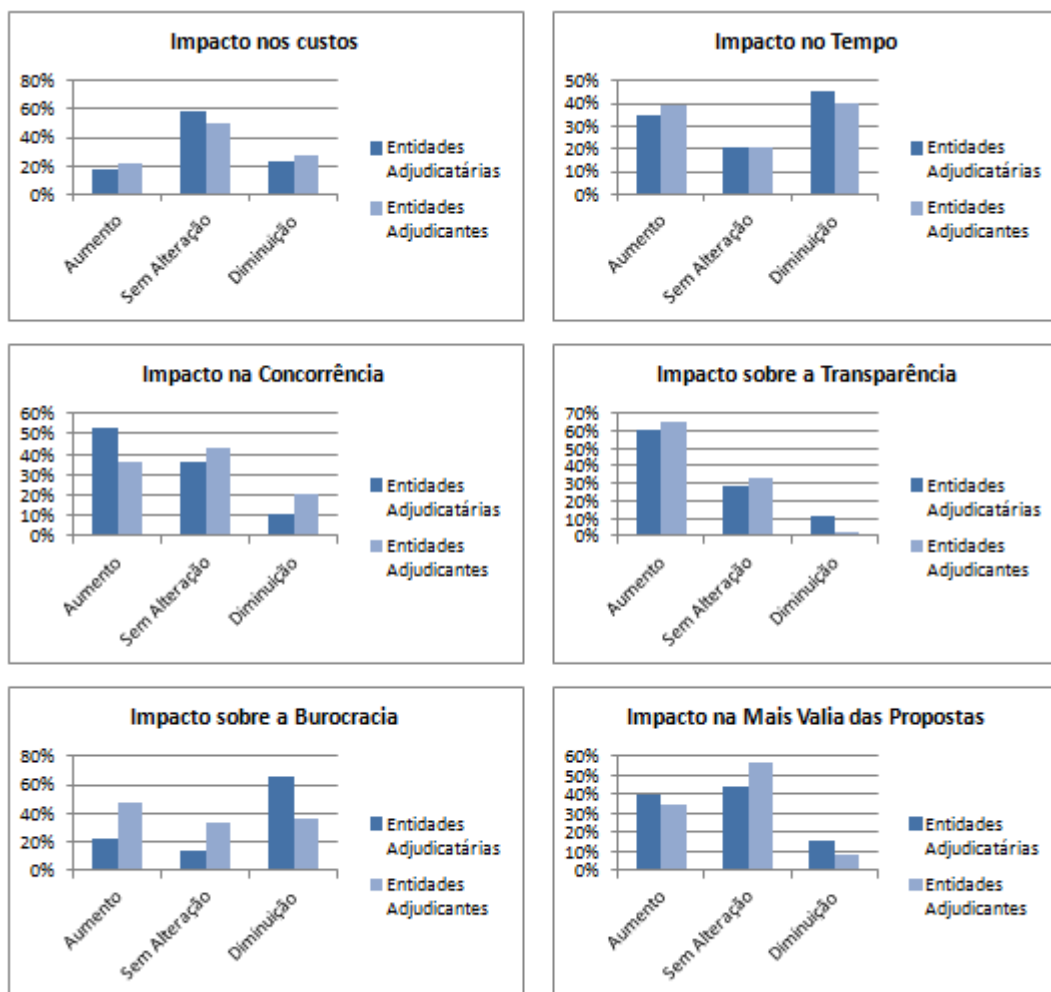 Impacto nos custos
80%
60%
40%
20%
0%
Aumento
Sem Alteração
Diminuição
Entidades
Adjudicatárias
Entidades
Adjudicantes
Impacto no Tempo
50%
40%
30%
20%
10%
0%
Aumento
Sem Alteração
Diminuição
Entidades
Adjudicatárias
Entidades
Adjudicantes
Impacto na Concorrência
60%
50%
40%
30%
20%
10%
0%
Aumento
Sem Alteração
Diminuição
Entidades
Adjudicatárias
Entidades
Adjudicantes
Impacto sobre a Transparência
70%
60%
50%
40%
30%
20%
10%
0%
Aumento
Sem Alteração
Diminuição
Entidades
Adjudicatárias
Entidades
Adjudicantes
Impacto sobre a Burocracia
80%
60%
40%
20%
0%
Aumento
Sem Alteração
Diminuição
Entidades
Adjudicatárias
Entidades
Adjudicantes
Impacto na Mais Valia das Propostas
60%
50%
40%
30%
20%
10%
0%
Aumento
Sem Alteração
Diminuição
Entidades
Adjudicatárias
Entidades
Adjudicantes